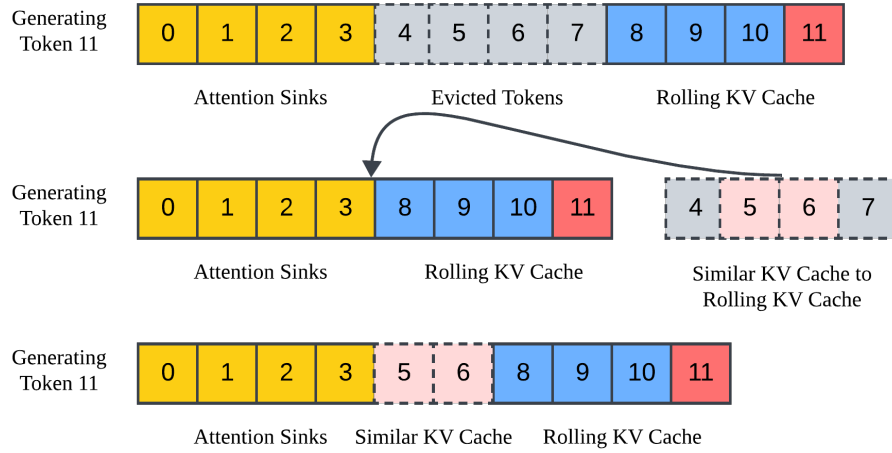 Generating
Token 11
0 1 2 3 4 5 6 7 8 9 10 11
Attention Sinks Evicted Tokens Rolling KV Cache
Generating
Token 11
0 1 2 3 8 9 10 11 4 5 6 7
Attention Sinks Rolling KV Cache Similar KV Cache to
Rolling KV Cache
Generating
Token 11
0 1 2 3 5 6 8 9 10 11
Attention Sinks Similar KV Cache Rolling KV Cache